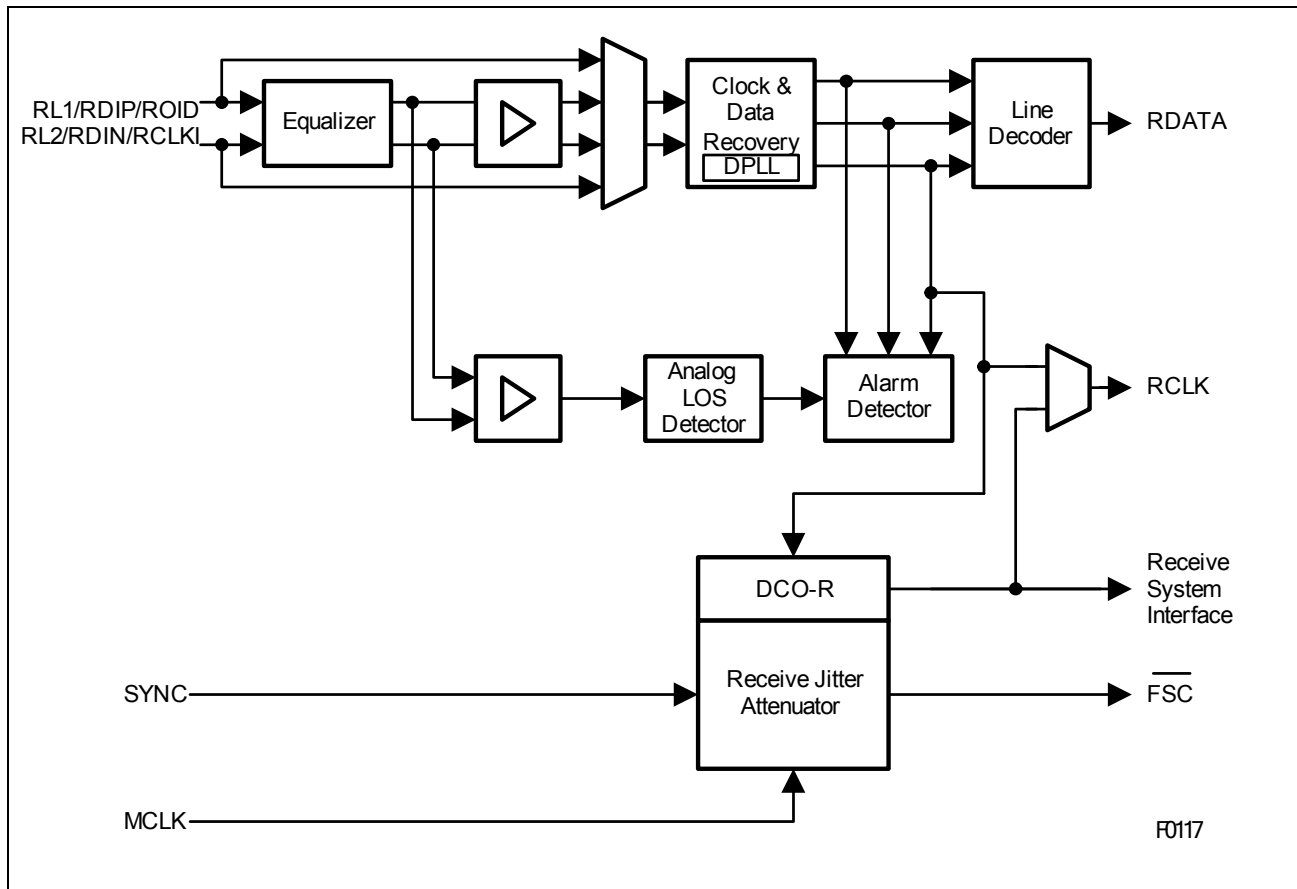 RL1/RDIP/ROID
RL2/RDIN/RCLKI
Equalizer
Clock &
Data
Recovery
DPLL
Line
Decoder
RDATA
Analog
LOS
Detector
Alarm
Detector
RCLK
DCO-R
Receive
System
Interface
SYNC
Receive Jitter
Attenuator
FSC
MCLK
F0117